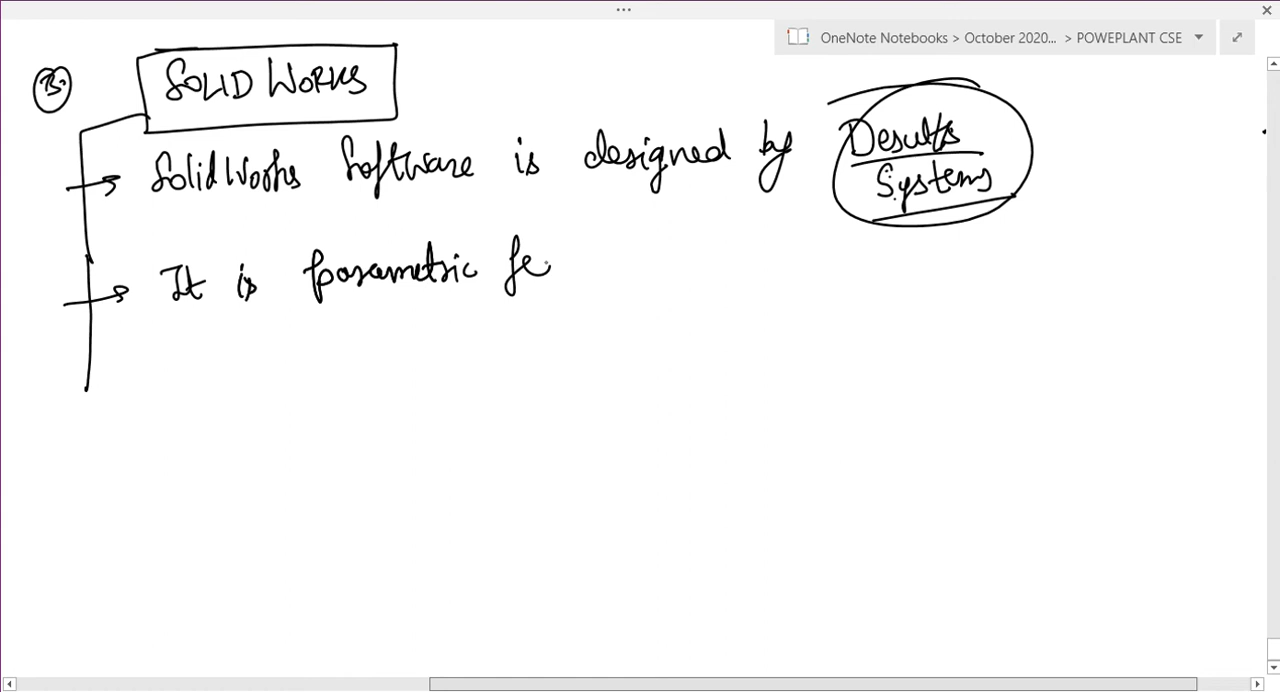 OneNote Notebooks > October 2020... > POWEPLANT CSE
SOLID WORKS
SolidWorks Software is designed by Desults
Systems
It is parametric fe